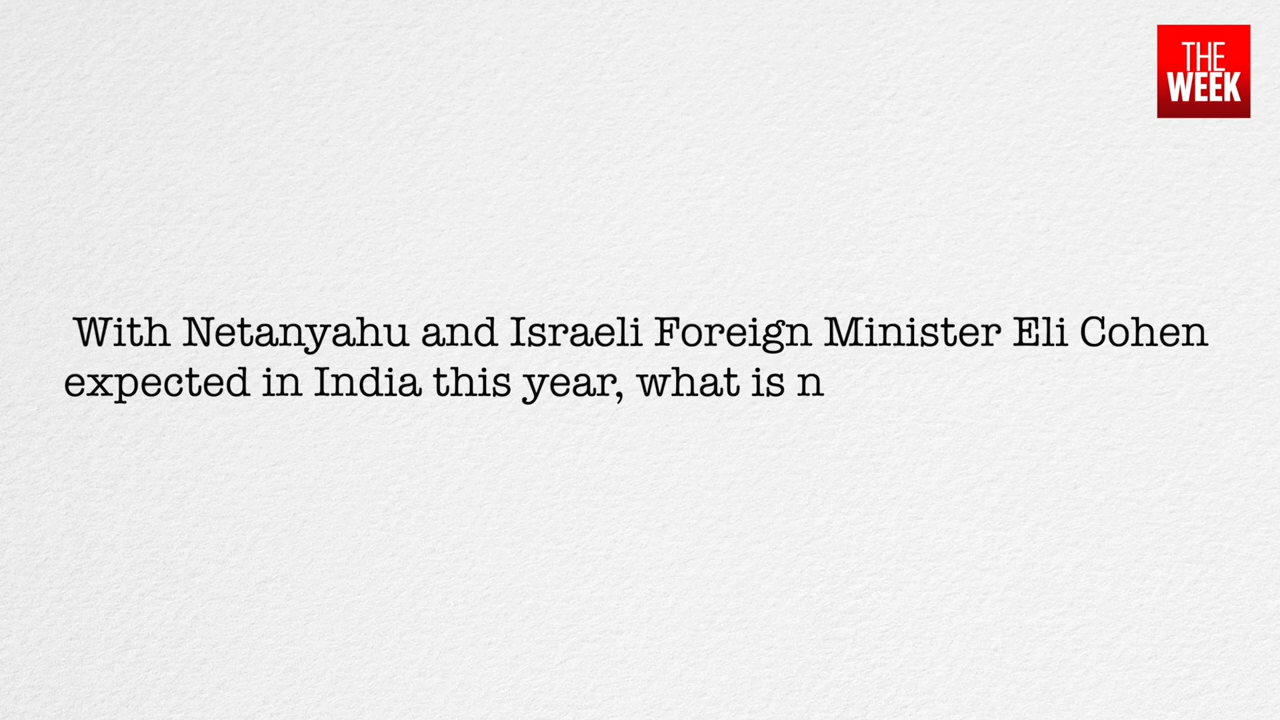 THE
WEEK
With Netanyahu and Israeli Foreign Minister Eli Cohen
expected in India this year, what is n